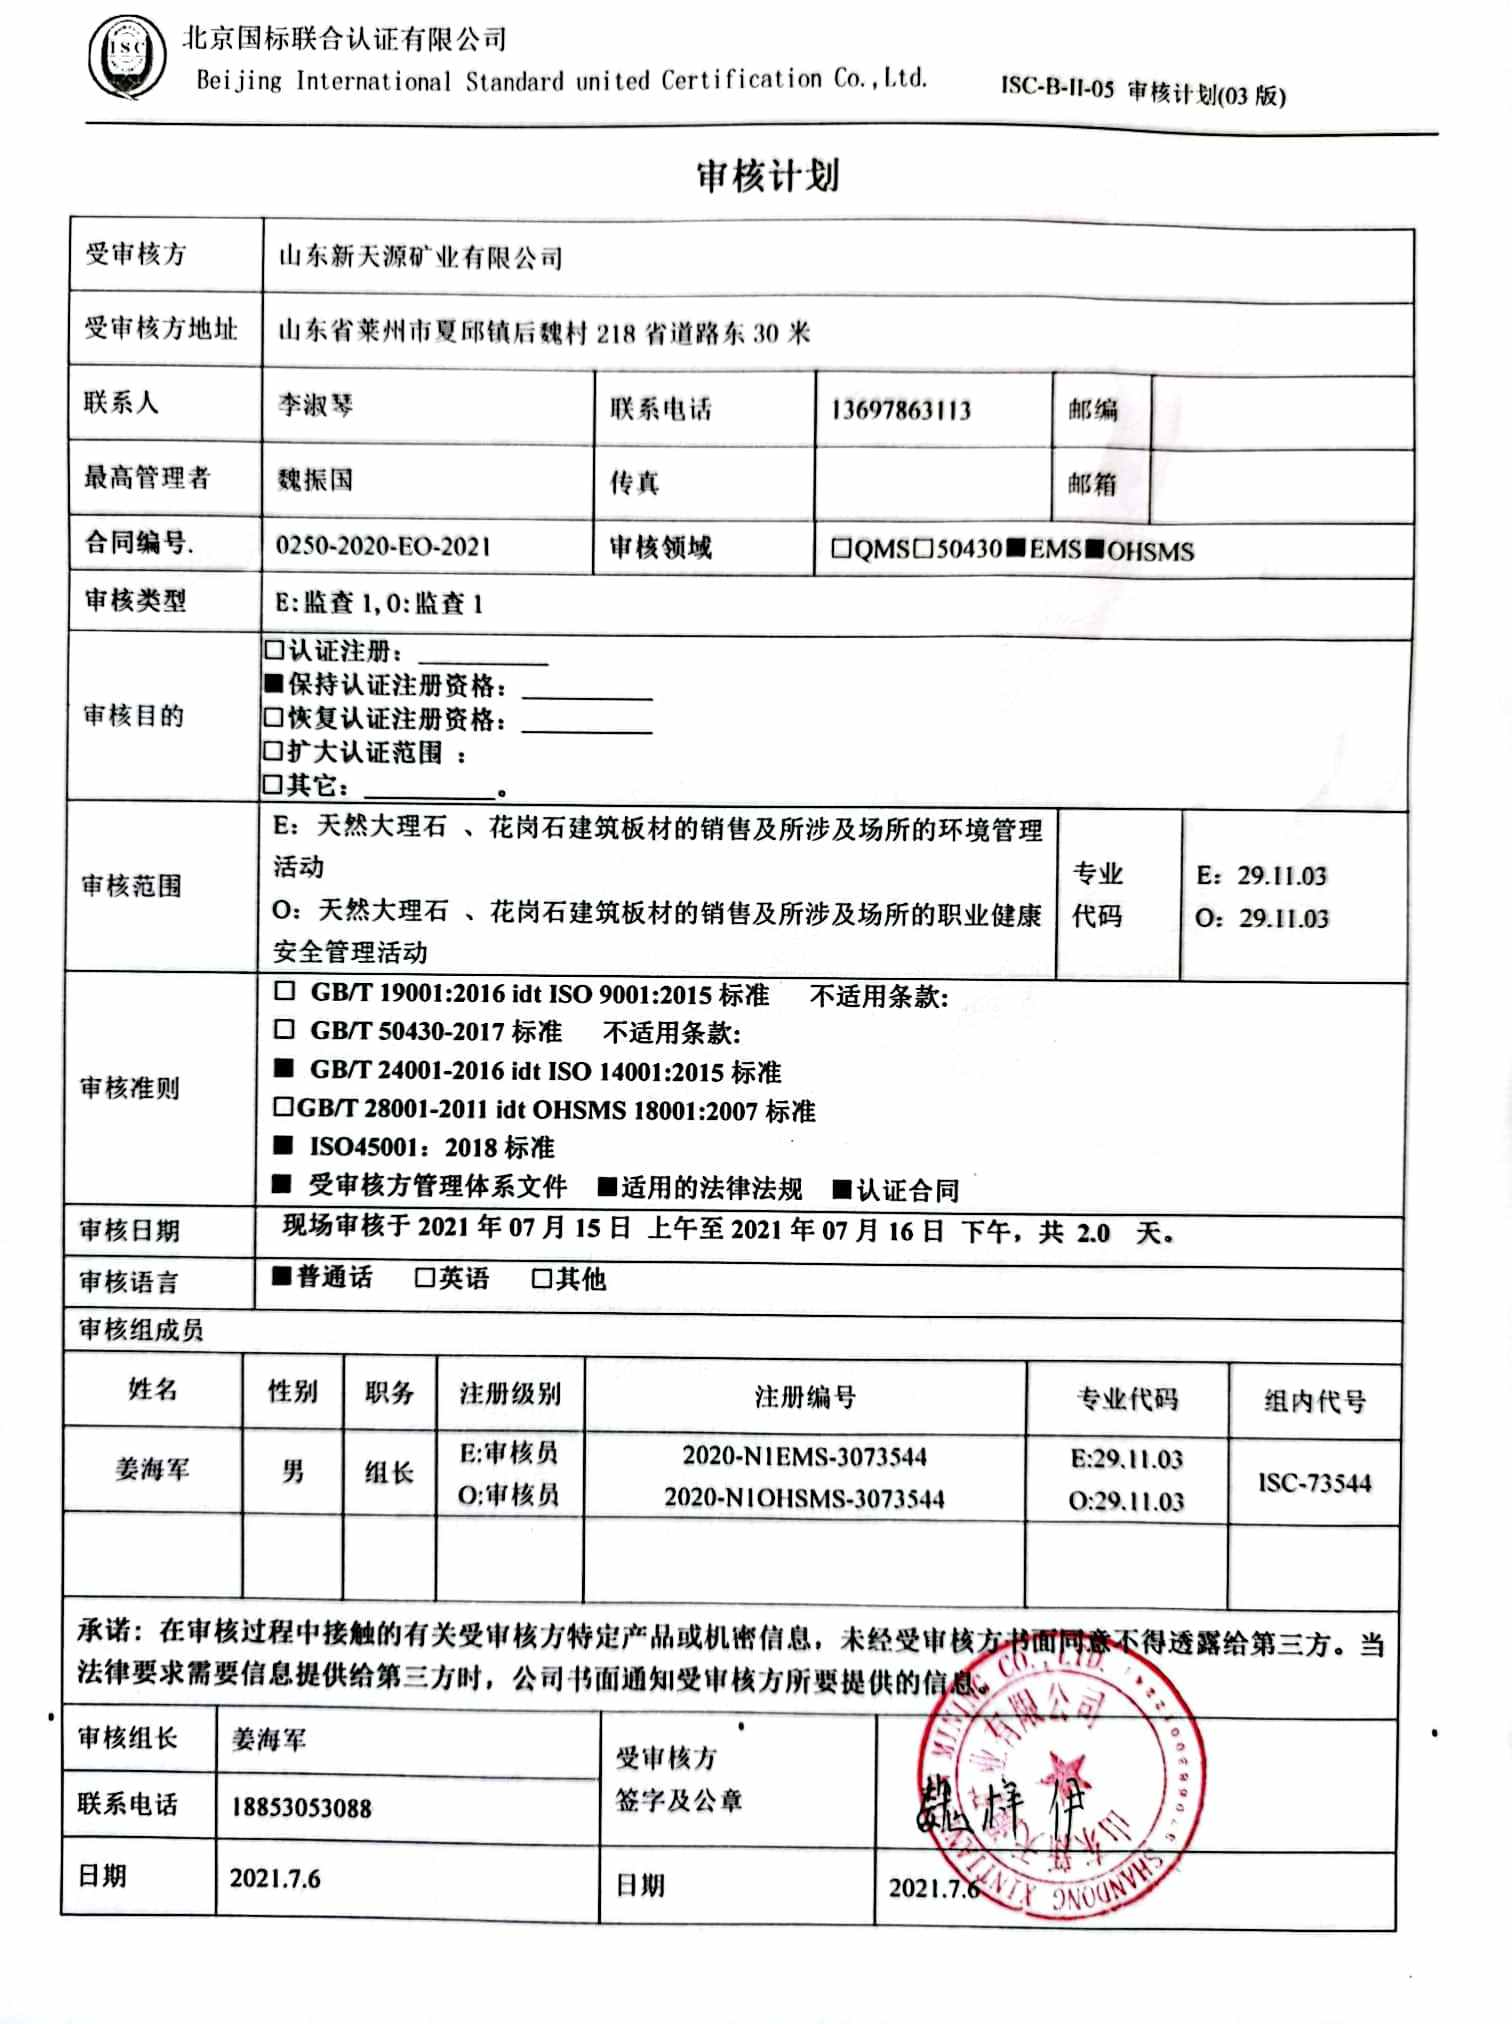 ISC
北京国标联合认证有限公司
Beijing International Standard united Certification Co.,Ltd.
ISC-B-II-05 审核计划(03 版)
审核计划
受审核方 山东新天源矿业有限公司
受审核方地址 山东省莱州市夏邱镇后魏村 218 省道路东 30 米
联系人 李淑琴 联系电话 13697863113 邮编
最高管理者 魏振国 传真 邮箱
合同编号. 0250-2020-EO-2021 审核领域 □QMS□50430■EMS■OHSMS
审核类型 E:监查 1,O:监查 1
审核目的
□认证注册：
■保持认证注册资格：
□恢复认证注册资格：
□扩大认证范围 ：
□其它： 。
审核范围
E：天然大理石 、花岗石建筑板材的销售及所涉及场所的环境管理
活动
O：天然大理石 、花岗石建筑板材的销售及所涉及场所的职业健康
安全管理活动
专业
代码
E：29.11.03
O：29.11.03
审核准则
□ GB/T 19001:2016 idt ISO 9001:2015 标准 不适用条款:
□ GB/T 50430-2017 标准 不适用条款:
■ GB/T 24001-2016 idt ISO 14001:2015 标准
□GB/T 28001-2011 idt OHSMS 18001:2007 标准
■ ISO45001：2018 标准
■ 受审核方管理体系文件 ■适用的法律法规 ■认证合同
审核日期 现场审核于 2021 年 07 月 15 日 上午至 2021 年 07 月 16 日 下午，共 2.0 天。
审核语言 ■普通话 □英语 □其他
审核组成员
姓名 性别 职务 注册级别 注册编号 专业代码 组内代号
姜海军 男 组长 E:审核员 2020-N1EMS-3073544 E:29.11.03 ISC-73544
O:审核员 2020-N1OHSMS-3073544 O:29.11.03
承诺：在审核过程中接触的有关受审核方特定产品或机密信息，未经受审核方书面同意不得透露给第三方。当
法律要求需要信息提供给第三方时，公司书面通知受审核方所要提供的信息。
审核组长 姜海军
受审核方
签字及公章
联系电话 18853053088
日期 2021.7.6 日期 2021.7.6
山东新天源矿业有限公司
SHANDONG XINTIAN MINING CO., LTD.